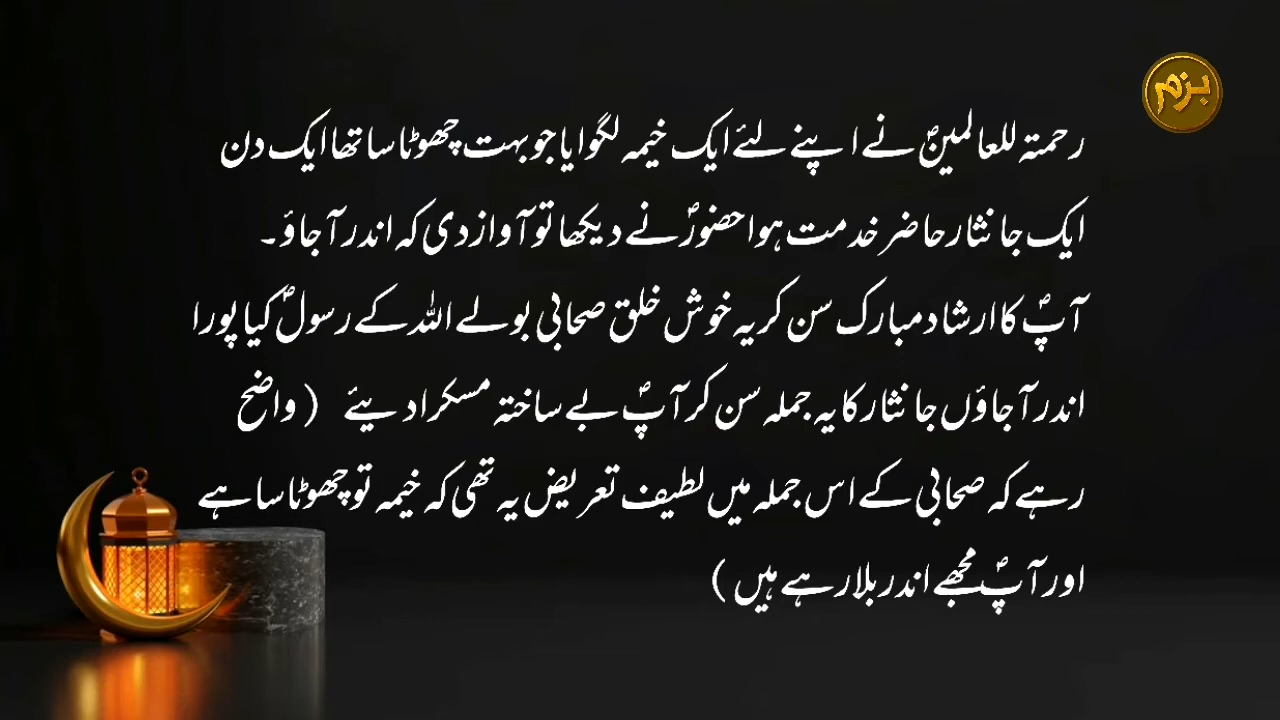 بزم
رحمتہ للعالمینؐ نے اپنے لئے ایک خیمہ لگوایا جو بہت چھوٹا سا تھا ایک دن
ایک جانثار حاضر خدمت ہوا حضورؐ نے دیکھا تو آواز دی کہ اندر آجاؤ۔
آپؐ کا ارشاد مبارک سن کر یہ خوش خلق صحابی بولے اللہ کے رسولؐ کیا پورا
اندر آجاؤں جانثار کا یہ جملہ سن کر آپؐ بے ساختہ مسکرا دیئے (واضح
رہے کہ صحابی کے اس جملہ میں لطیف تعریض یہ تھی کہ خیمہ تو چھوٹا سا ہے
اور آپؐ مجھے اندر بلا رہے ہیں)